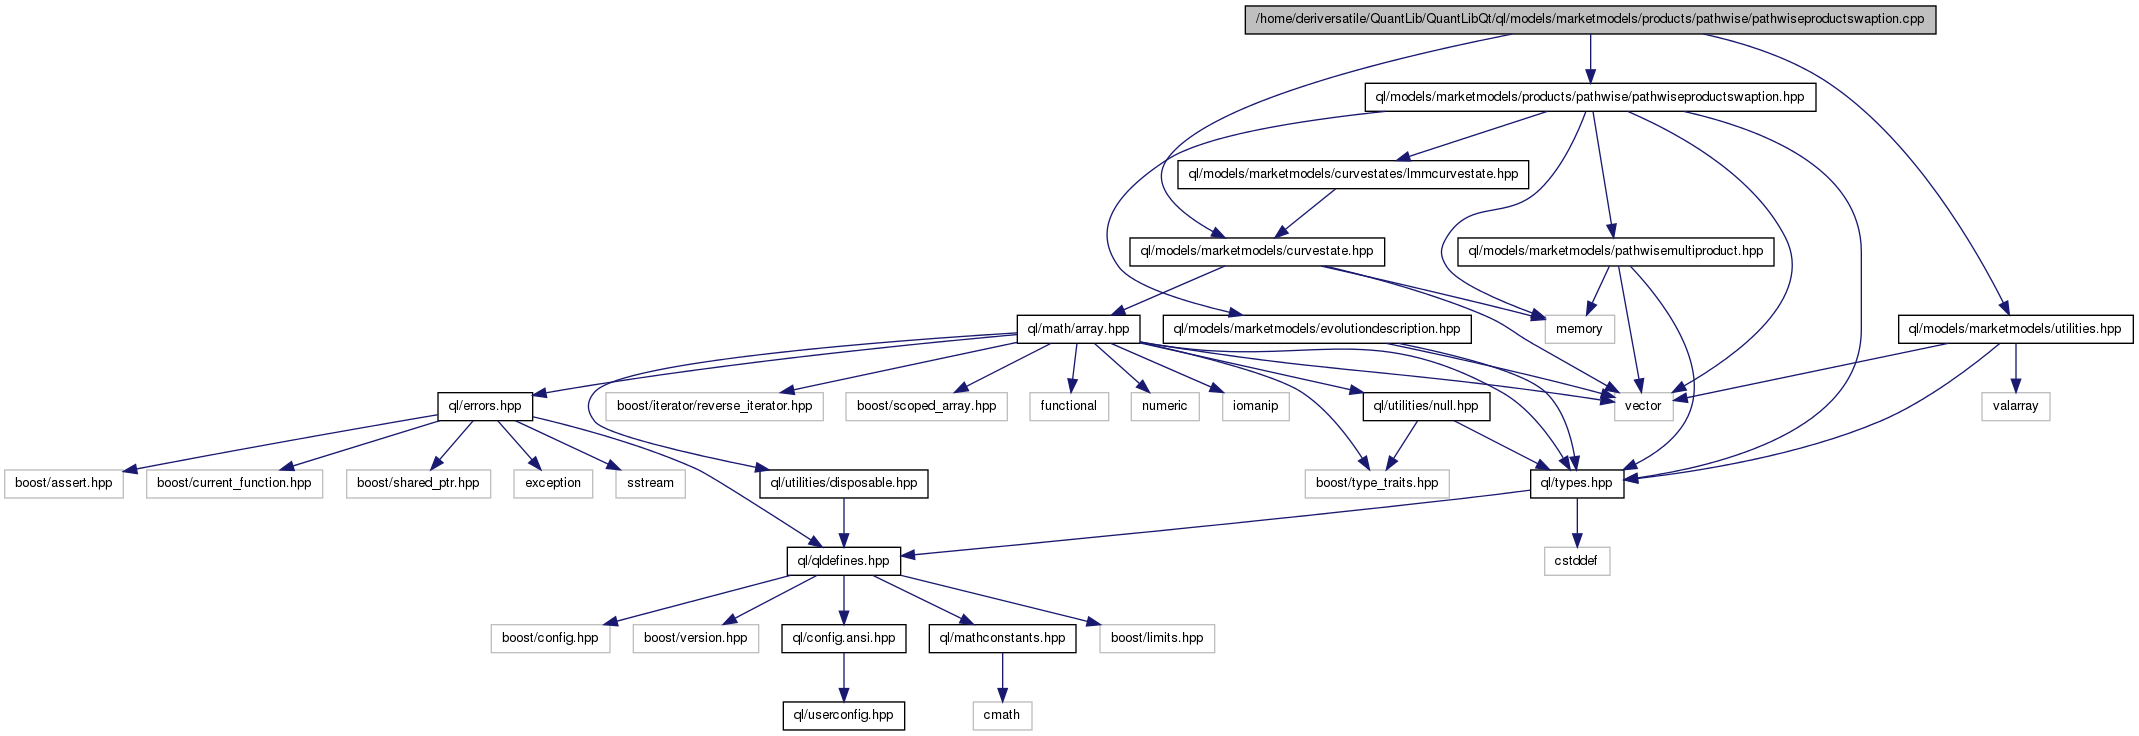 /home/deriversatile/QuantLib/QuantLibQt/ql/models/marketmodels/products/pathwise/pathwiseproductswaption.cpp
ql/models/marketmodels/products/pathwise/pathwiseproductswaption.hpp
ql/models/marketmodels/curvestates/lmmcurvestate.hpp
ql/models/marketmodels/curvestate.hpp
ql/models/marketmodels/pathwisemultiproduct.hpp
ql/math/array.hpp
ql/models/marketmodels/evolutiondescription.hpp
memory
ql/models/marketmodels/utilities.hpp
ql/errors.hpp
boost/iterator/reverse_iterator.hpp
boost/scoped_array.hpp
functional
numeric
iomanip
ql/utilities/null.hpp
vector
valarray
boost/assert.hpp
boost/current_function.hpp
boost/shared_ptr.hpp
exception
sstream
ql/utilities/disposable.hpp
boost/type_traits.hpp
ql/types.hpp
ql/qldefines.hpp
cstddef
boost/config.hpp
boost/version.hpp
ql/config.ansi.hpp
ql/mathconstants.hpp
boost/limits.hpp
ql/userconfig.hpp
cmath